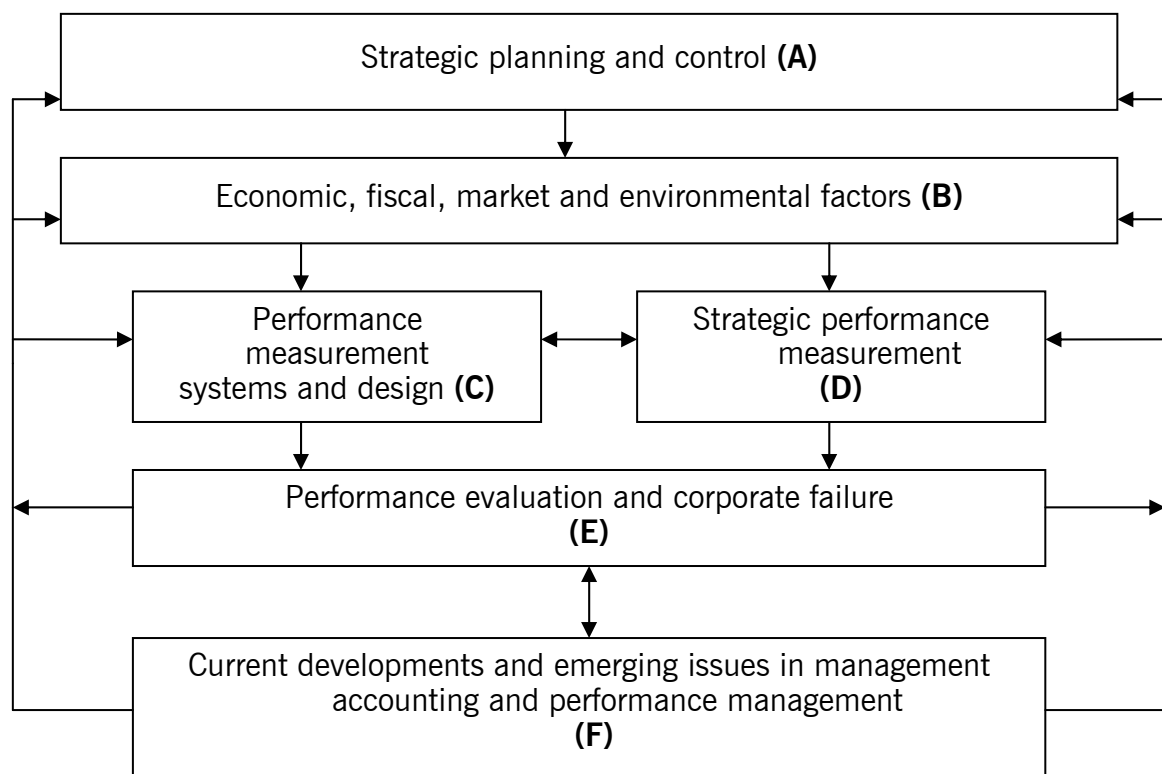 Strategic planning and control (A)
Economic, fiscal, market and environmental factors (B)
Performance
measurement
systems and design (C)
Strategic performance
measurement
(D)
Performance evaluation and corporate failure
(E)
Current developments and emerging issues in management
accounting and performance management
(F)